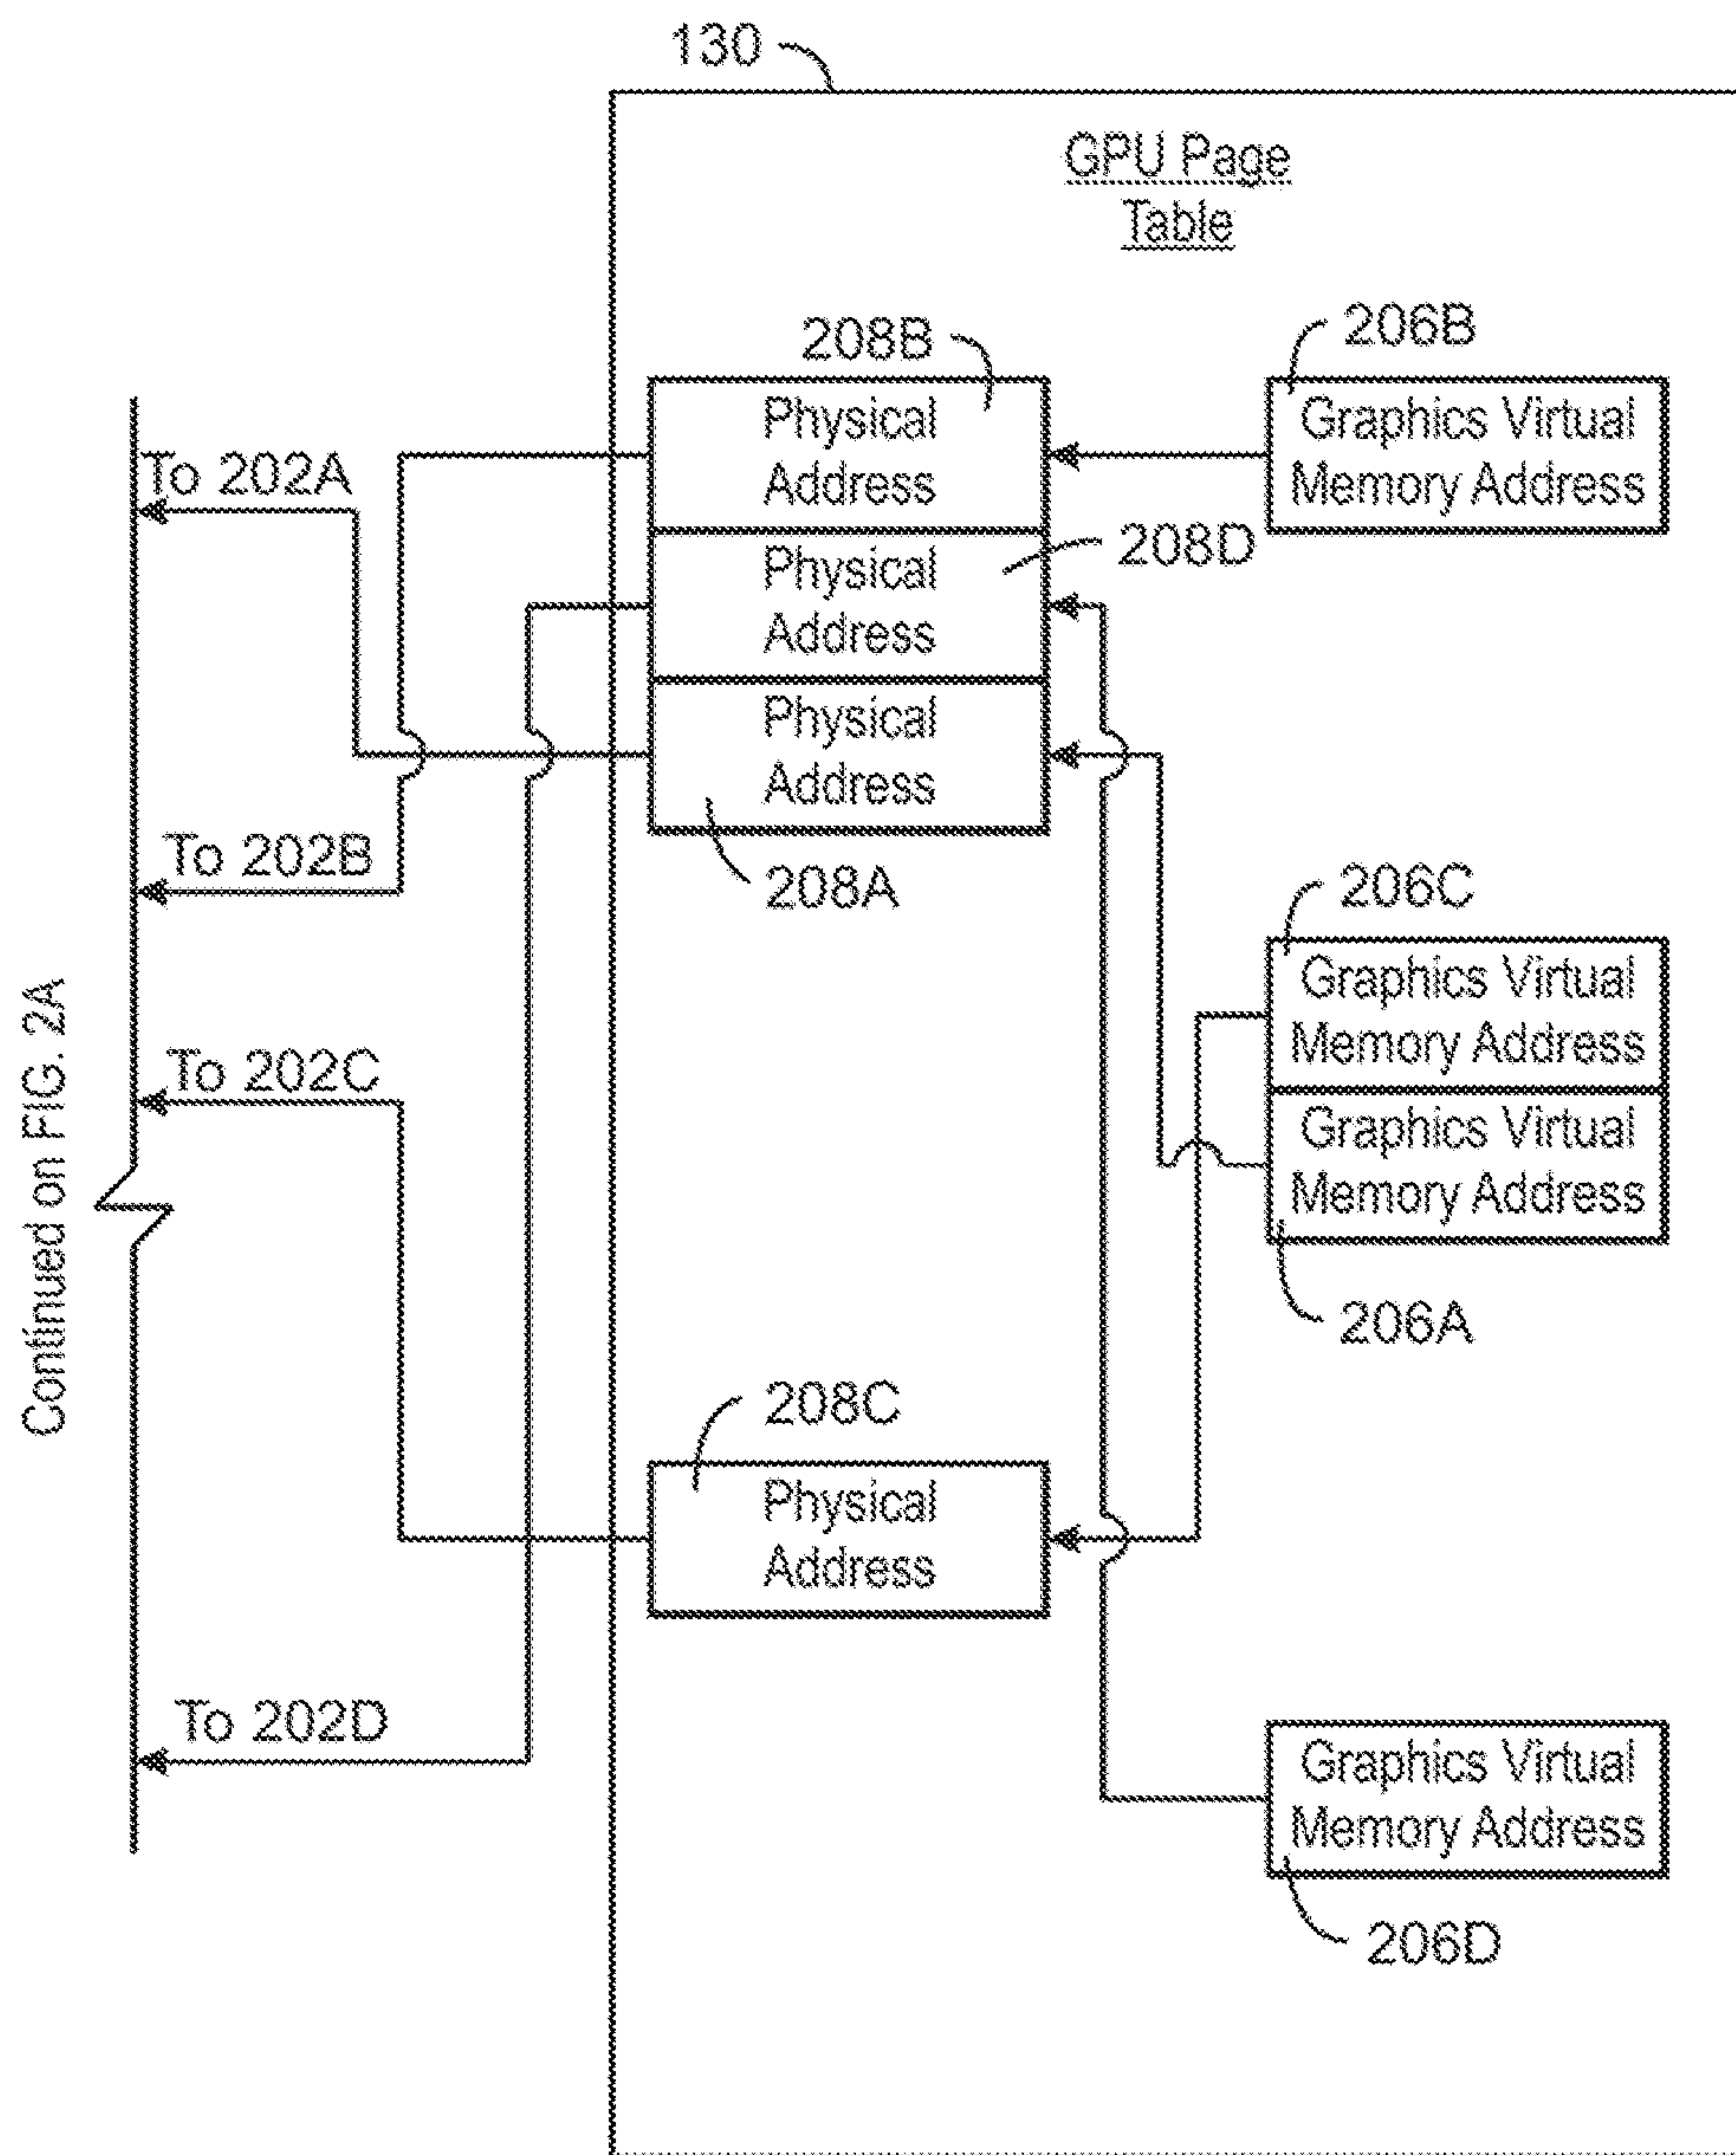 130
GPU Page
Table
208B
206B
Physical
Address
Graphics Virtual
Memory Address
To 202A
208D
Physical
Address
Physical
Address
208A
To 202B
206C
Graphics Virtual
Memory Address
Continued on FIG. 2A
To 202C
Graphics Virtual
Memory Address
206A
208C
Physical
Address
To 202D
Graphics Virtual
Memory Address
206D